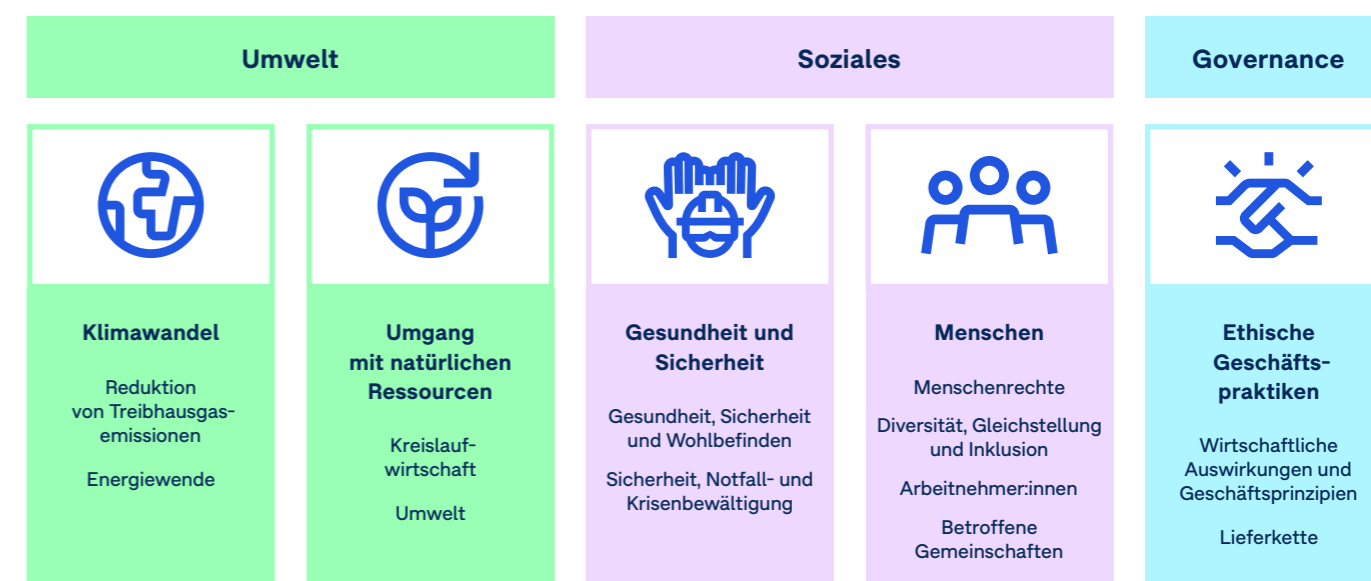 Umwelt
Soziales
Governance
Klimawandel
Reduktion
von Treibhausgas-
emissionen
Energiewende
Umgang
mit natürlichen
Ressourcen
Kreislauf-
wirtschaft
Umwelt
Gesundheit und
Sicherheit
Gesundheit, Sicherheit
und Wohlbefinden
Sicherheit, Notfall- und
Krisenbewältigung
Menschen
Menschenrechte
Diversität, Gleichstellung
und Inklusion
Arbeitnehmer:innen
Betroffene
Gemeinschaften
Ethische
Geschäfts-
praktiken
Wirtschaftliche
Auswirkungen und
Geschäftsprinzipien
Lieferkette